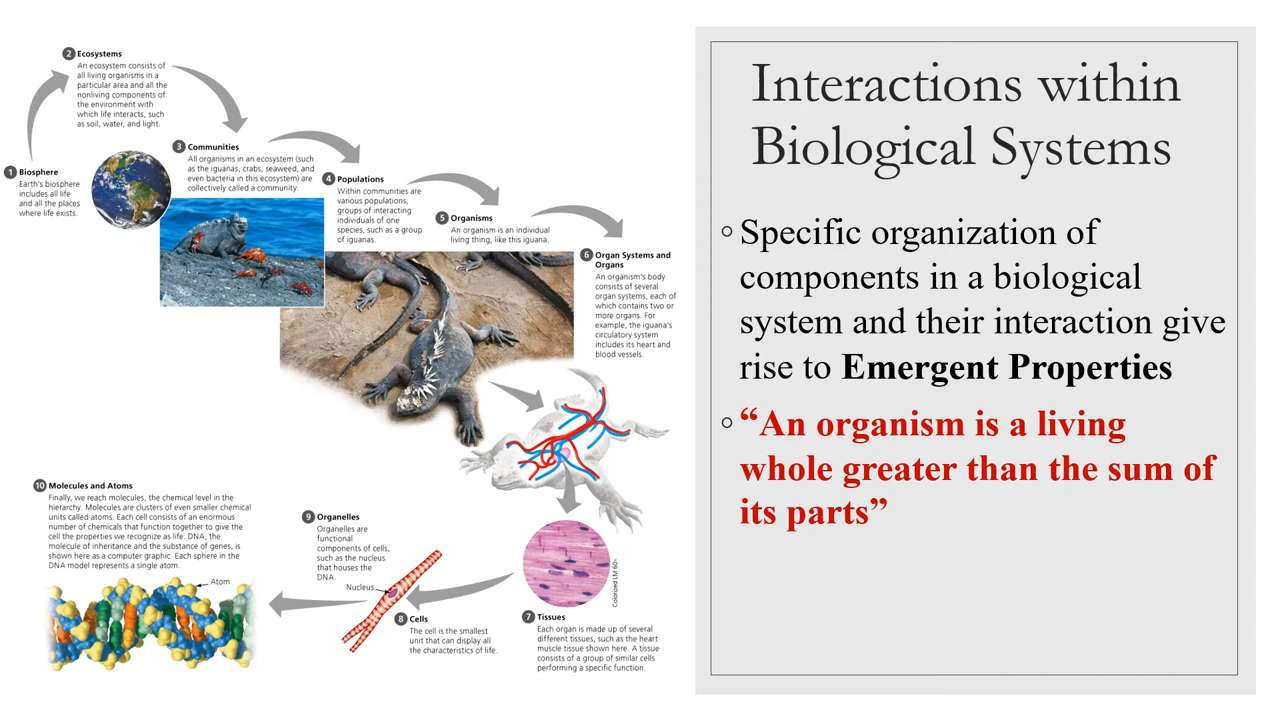 2 Ecosystems
An ecosystem consists of
all living organisms in a
particular area and all the
nonliving components of
the environment with
which life interacts, such
as soil, water, and light.
1 Biosphere
Earth's biosphere
includes all life
and all the places
where life exists.
3 Communities
All organisms in an ecosystem (such
as the iguanas, crabs, seaweed, and
even bacteria in this ecosystem) are
collectively called a community.
4 Populations
Within communities are
various populations,
groups of interacting
individuals of one
species, such as a group
of iguanas.
5 Organisms
An organism is an individual
living thing, like this iguana.
6 Organ Systems and
Organs
An organism's body
consists of several
organ systems, each of
which contains two or
more organs. For
example, the iguana's
circulatory system
includes its heart and
blood vessels.
10 Molecules and Atoms
Finally, we reach molecules, the chemical level in the
hierarchy. Molecules are clusters of even smaller chemical
units called atoms. Each cell consists of an enormous
number of chemicals that function together to give the
cell the properties we recognize as life. DNA, the
molecule of inheritance and the substance of genes, is
shown here as a computer graphic. Each sphere in the
DNA model represents a single atom.
Atom
9 Organelles
Organelles are
functional
components of cells,
such as the nucleus
that houses the
DNA.
Nucleus
8 Cells
The cell is the smallest
unit that can display all
the characteristics of life.
Colorized LM 60×
7 Tissues
Each organ is made up of several
different tissues, such as the heart
muscle tissue shown here. A tissue
consists of a group of similar cells
performing a specific function.
Interactions within
Biological Systems
Specific organization of
components in a biological
system and their interaction give
rise to Emergent Properties
“An organism is a living
whole greater than the sum of
its parts”